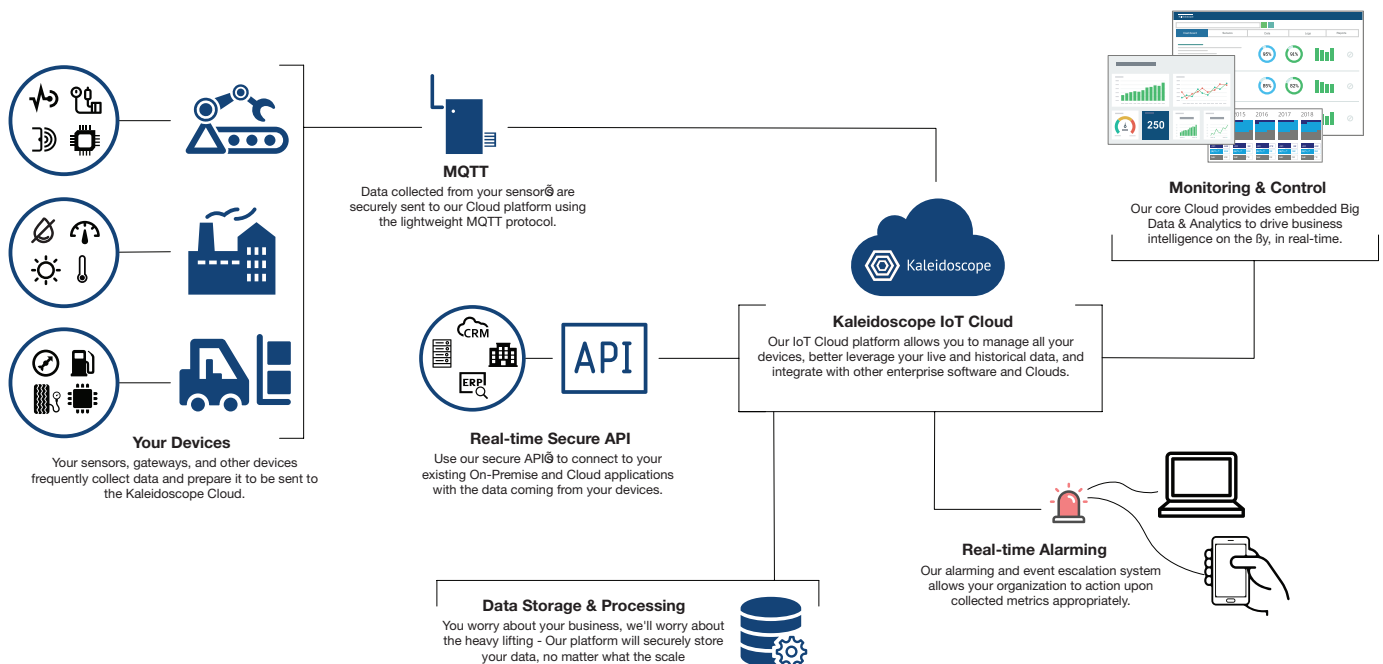 MQTT
Data collected from your sensorÕs are
securely sent to our Cloud platform using
the lightweight MQTT protocol.
Your Devices
Your sensors, gateways, and other devices
frequently collect data and prepare it to be sent to
the Kaleidoscope Cloud.
CRM
ERP
API
Real-time Secure API
Use our secure APIÕs to connect to your
existing On-Premise and Cloud applications
with the data coming from your devices.
Kaleidoscope
Kaleidoscope IoT Cloud
Our IoT Cloud platform allows you to manage all your
devices, better leverage your live and historical data, and
integrate with other enterprise software and Clouds.
95%
91%
85%
82%
250
2015 2016 2017 2018
Monitoring & Control
Our core Cloud provides embedded Big
Data & Analytics to drive business
intelligence on the ßy, in real-time.
Real-time Alarming
Our alarming and event escalation system
allows your organization to action upon
collected metrics appropriately.
Data Storage & Processing
You worry about your business, we'll worry about
the heavy lifting - Our platform will securely store
your data, no matter what the scale